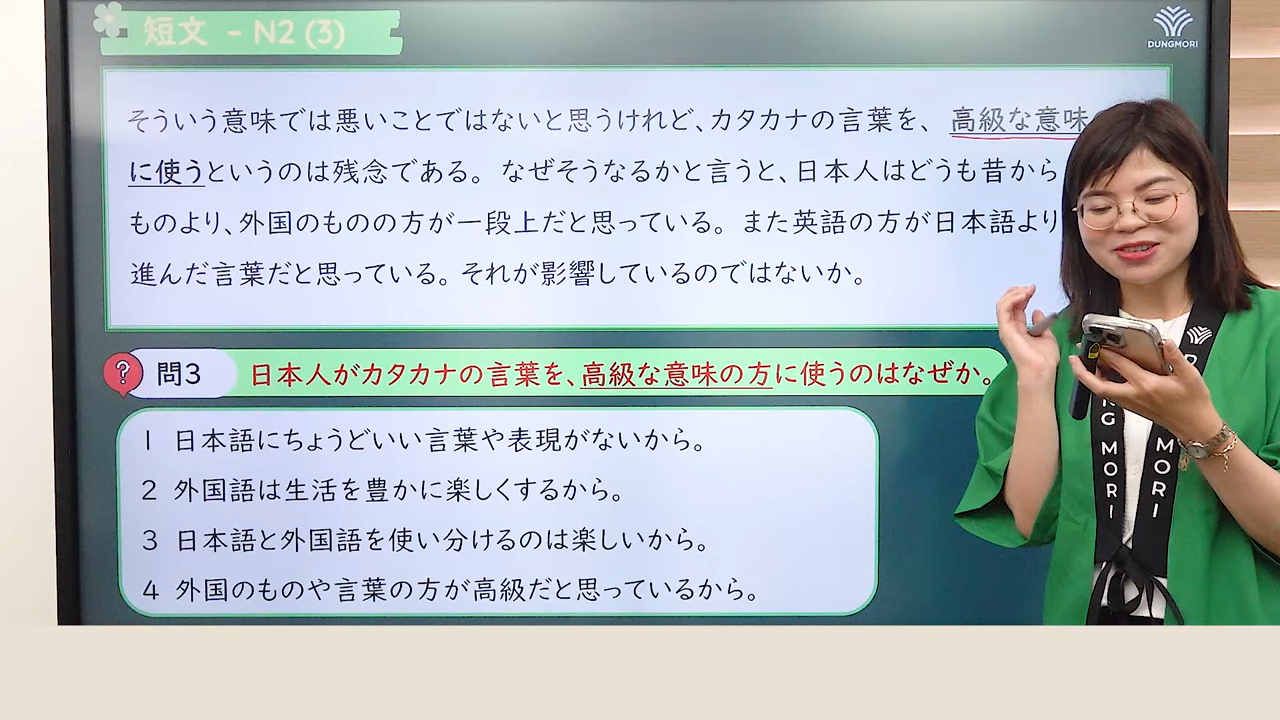 短文 - N2 (3)
DUNGMORI
そういう意味では悪いことではないと思うけれど、カタカナの言葉を、高級な意味
に使うというのは残念である。なぜそうなるかと言うと、日本人はどうも昔から
ものより、外国のものの方が一段上だと思っている。また英語の方が日本語より
進んだ言葉だと思っている。それが影響しているのではないか。
? 問3 日本人がカタカナの言葉を、高級な意味の方に使うのはなぜか。
1 日本語にちょうどいい言葉や表現がないから。
2 外国語は生活を豊かに楽しくするから。
3 日本語と外国語を使い分けるのは楽しいから。
4 外国のものや言葉の方が高級だと思っているから。
NG MORI
MORI